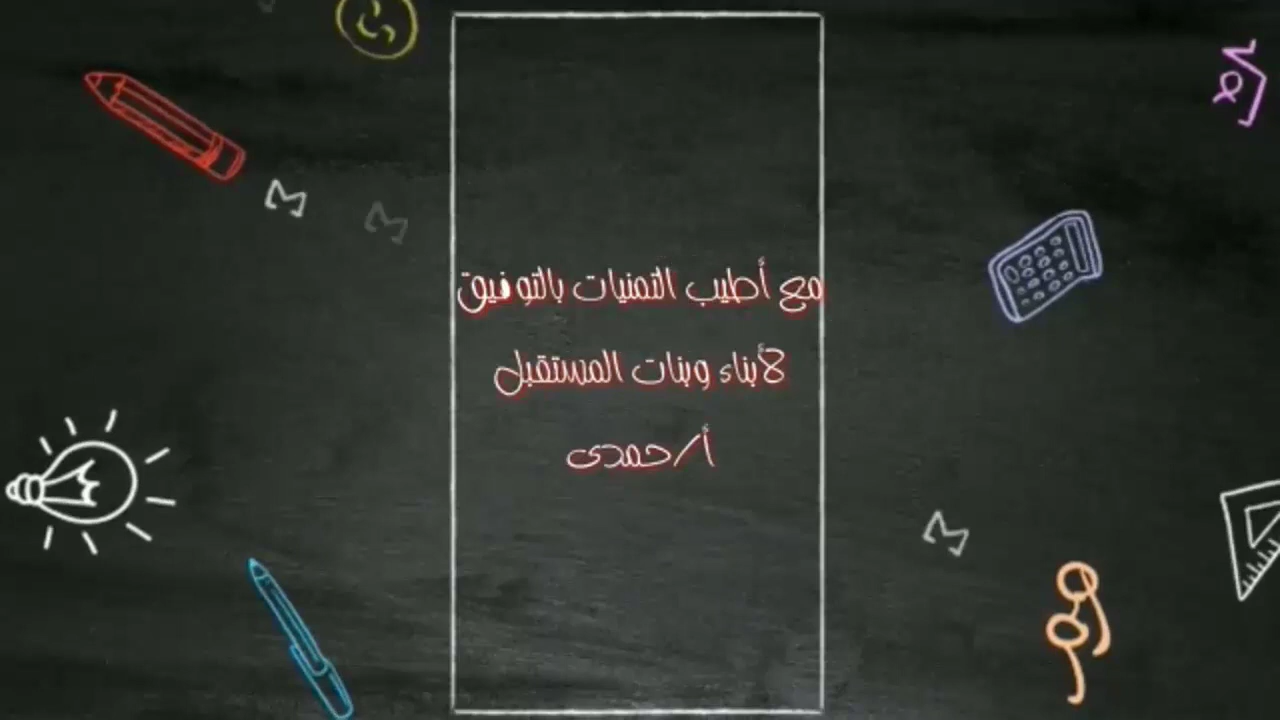 مع أطيب التمنيات بالتوفيق
لأبناء وبنات المستقبل
أ/حمدى